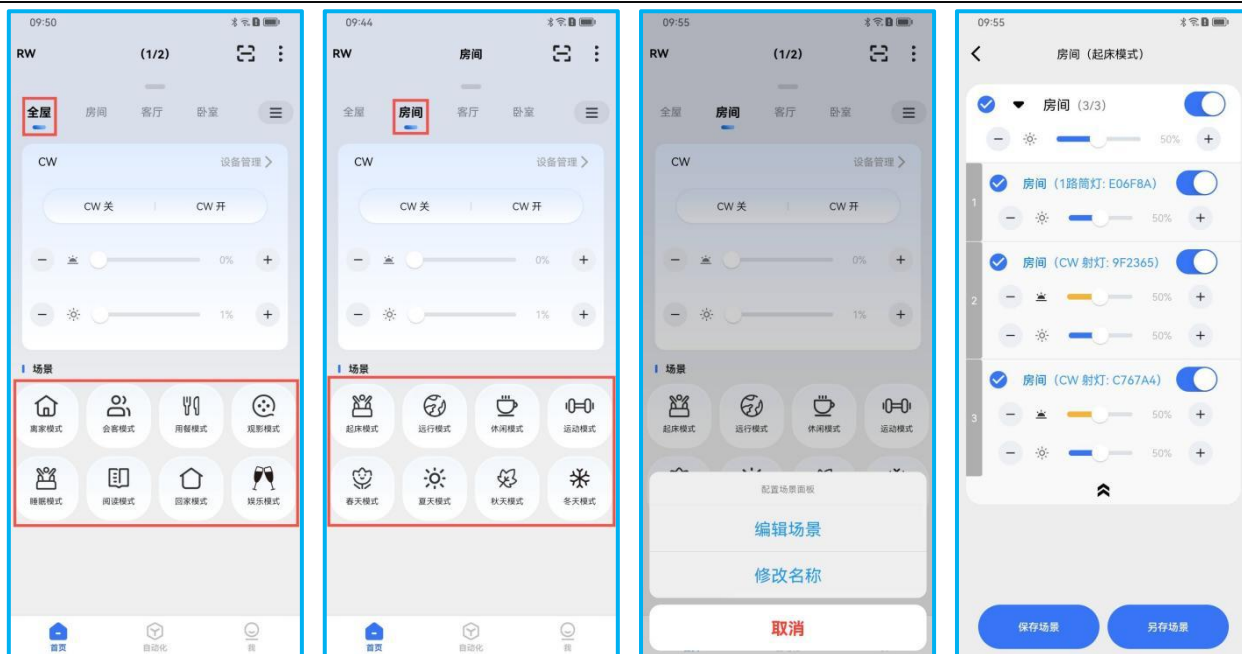 09:50
RW (1/2)
全屋 房间 客厅 卧室
CW 设备管理 >
CW 关 CW 开
0%
1%
场景
离家模式 会客模式 用餐模式 观影模式
睡眠模式 阅读模式 回家模式 娱乐模式
首页 自动化 我
09:44
RW 房间
全屋 房间 客厅 卧室
CW 设备管理 >
CW 关 CW 开
0%
1%
场景
起床模式 远行模式 休闲模式 运动模式
春天模式 夏天模式 秋天模式 冬天模式
首页 自动化 我
09:55
RW (1/2)
全屋 房间 客厅 卧室
CW 设备管理 >
CW 关 CW 开
0%
1%
场景
起床模式 远行模式 休闲模式 运动模式
配置场景面板
编辑场景
修改名称
取消
09:55
房间（起床模式）
房间 (3/3)
50%
1
房间（1路筒灯: E06F8A）
50%
2
房间（CW 射灯: 9F2365）
50%
50%
3
房间（CW 射灯: C767A4）
50%
50%
保存场景 另存场景